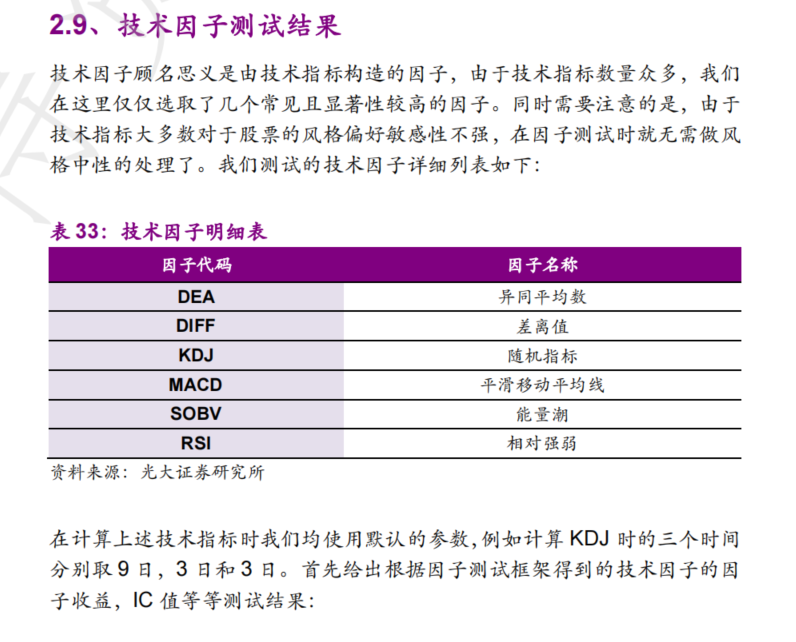 2.9、技术因子测试结果
技术因子顾名思义是由技术指标构造的因子，由于技术指标数量众多，我们
在这里仅仅选取了几个常见且显著性较高的因子。同时需要注意的是，由于
技术指标大多数对于股票的风格偏好敏感性不强，在因子测试时就无需做风
格中性的处理了。我们测试的技术因子详细列表如下：
表 33：技术因子明细表
因子代码 因子名称
DEA 异同平均数
DIFF 差离值
KDJ 随机指标
MACD 平滑移动平均线
SOBV 能量潮
RSI 相对强弱
资料来源：光大证券研究所
在计算上述技术指标时我们均使用默认的参数，例如计算 KDJ 时的三个时间
分别取 9 日，3 日和 3 日。首先给出根据因子测试框架得到的技术因子的因
子收益，IC 值等等测试结果：